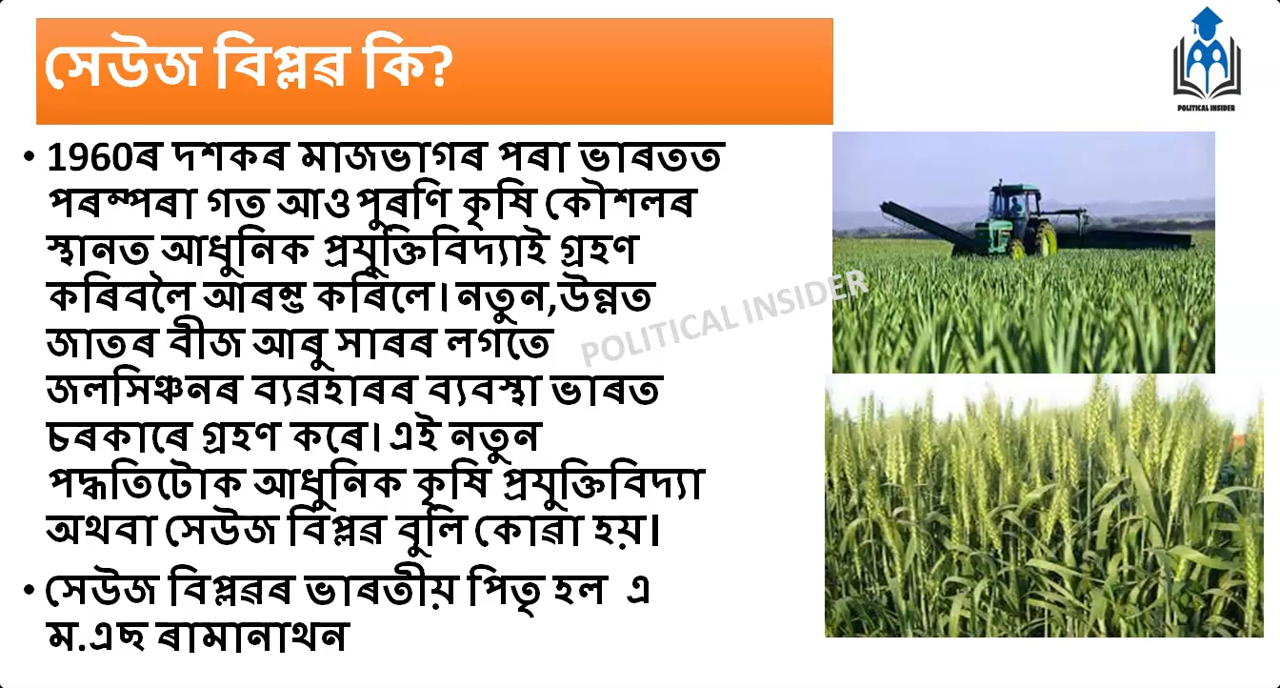 সেউজ বিপ্লৱ কি?
POLITICAL INSIDER
• 1960ৰ দশকৰ মাজভাগৰ পৰা ভাৰতত
পৰম্পৰা গত আও পুৰণি কৃষি কৌশলৰ
স্থানত আধুনিক প্ৰযুক্তিবিদ্যাই গ্ৰহণ
কৰিবলৈ আৰম্ভ কৰিলে। নতুন,উন্নত
জাতৰ বীজ আৰু সাৰৰ লগতে
জলসিঞ্চনৰ ব্যৱহাৰৰ ব্যবস্থা ভাৰত
চৰকাৰে গ্ৰহণ কৰে। এই নতুন
পদ্ধতিটোক আধুনিক কৃষি প্ৰযুক্তিবিদ্যা
অথবা সেউজ বিপ্লৱ বুলি কোৱা হয়।
• সেউজ বিপ্লৱৰ ভাৰতীয় পিতৃ হল এ
ম.এছ ৰামানাথন
POLITICAL INSIDER